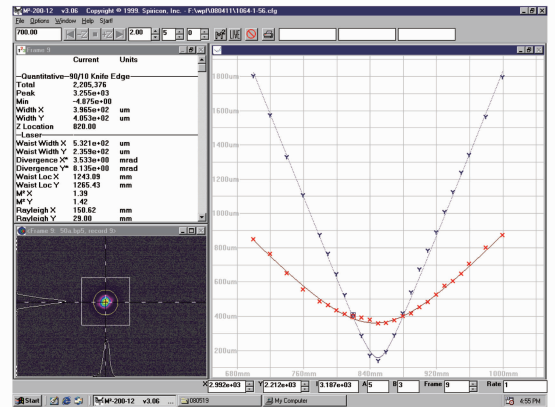 M²-200-12 v3.06 Copyright © 1999. Spiricon, Inc. - F:\wpl\000411\1064-1-56.cfg
File Options Window Help Start!
700.00 2.00 5 0
Frame 9
Current Units
--Quantitative--90/10 Knife Edge--
Total 2,205,376
Peak 3.255e+03
Min -4.875e+00
Width X 3.965e+02 um
Width Y 4.053e+02 um
Z Location 820.00
--Laser--
Waist Width X 5.321e+02 um
Waist Width Y 2.359e+02 um
Divergence X* 3.533e+00 mrad
Divergence Y* 8.135e+00 mrad
Waist Loc X 1243.09 mm
Waist Loc Y 1265.43 mm
M² X 1.39
M² Y 1.42
Rayleigh X 150.62 mm
Rayleigh Y 29.00 mm
(Frame 9: 50a.bp5, record 9)
1800um
1600um
1400um
1200um
1000um
800um
600um
400um
200um
680mm 760mm 840mm 920mm 1000mm
X 2.992e+03 Y 2.212e+03 I 3.187e+03 A 5 B 3 Frame 9 Rate 1
Start M²-200-12 v3.06 ... 080519 My Computer 4:55 PM